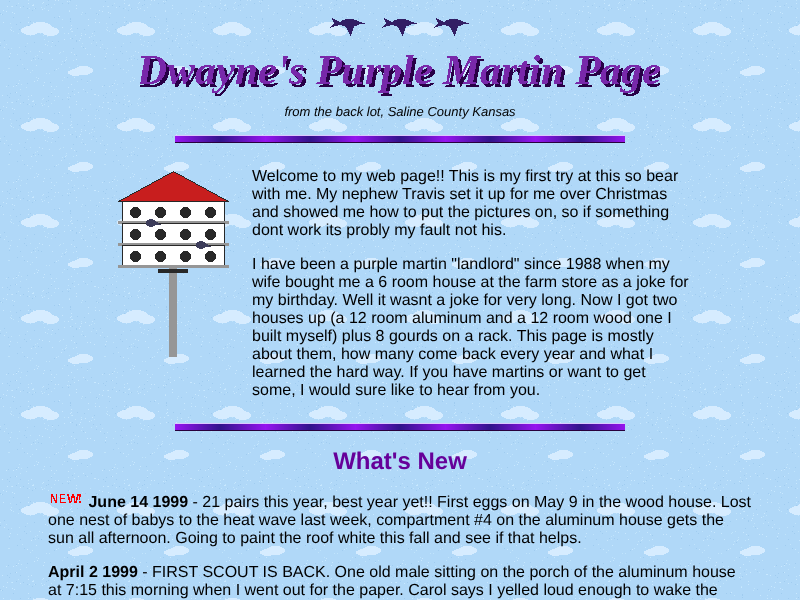 Dwayne's Purple Martin Page
from the back lot, Saline County Kansas
Welcome to my web page!! This is my first try at this so bear
with me. My nephew Travis set it up for me over Christmas
and showed me how to put the pictures on, so if something
dont work its probly my fault not his.
I have been a purple martin "landlord" since 1988 when my
wife bought me a 6 room house at the farm store as a joke for
my birthday. Well it wasnt a joke for very long. Now I got two
houses up (a 12 room aluminum and a 12 room wood one I
built myself) plus 8 gourds on a rack. This page is mostly
about them, how many come back every year and what I
learned the hard way. If you have martins or want to get
some, I would sure like to hear from you.
What's New
NEW! June 14 1999 - 21 pairs this year, best year yet!! First eggs on May 9 in the wood house. Lost
one nest of babys to the heat wave last week, compartment #4 on the aluminum house gets the
sun all afternoon. Going to paint the roof white this fall and see if that helps.
April 2 1999 - FIRST SCOUT IS BACK. One old male sitting on the porch of the aluminum house
at 7:15 this morning when I went out for the paper. Carol says I yelled loud enough to wake the